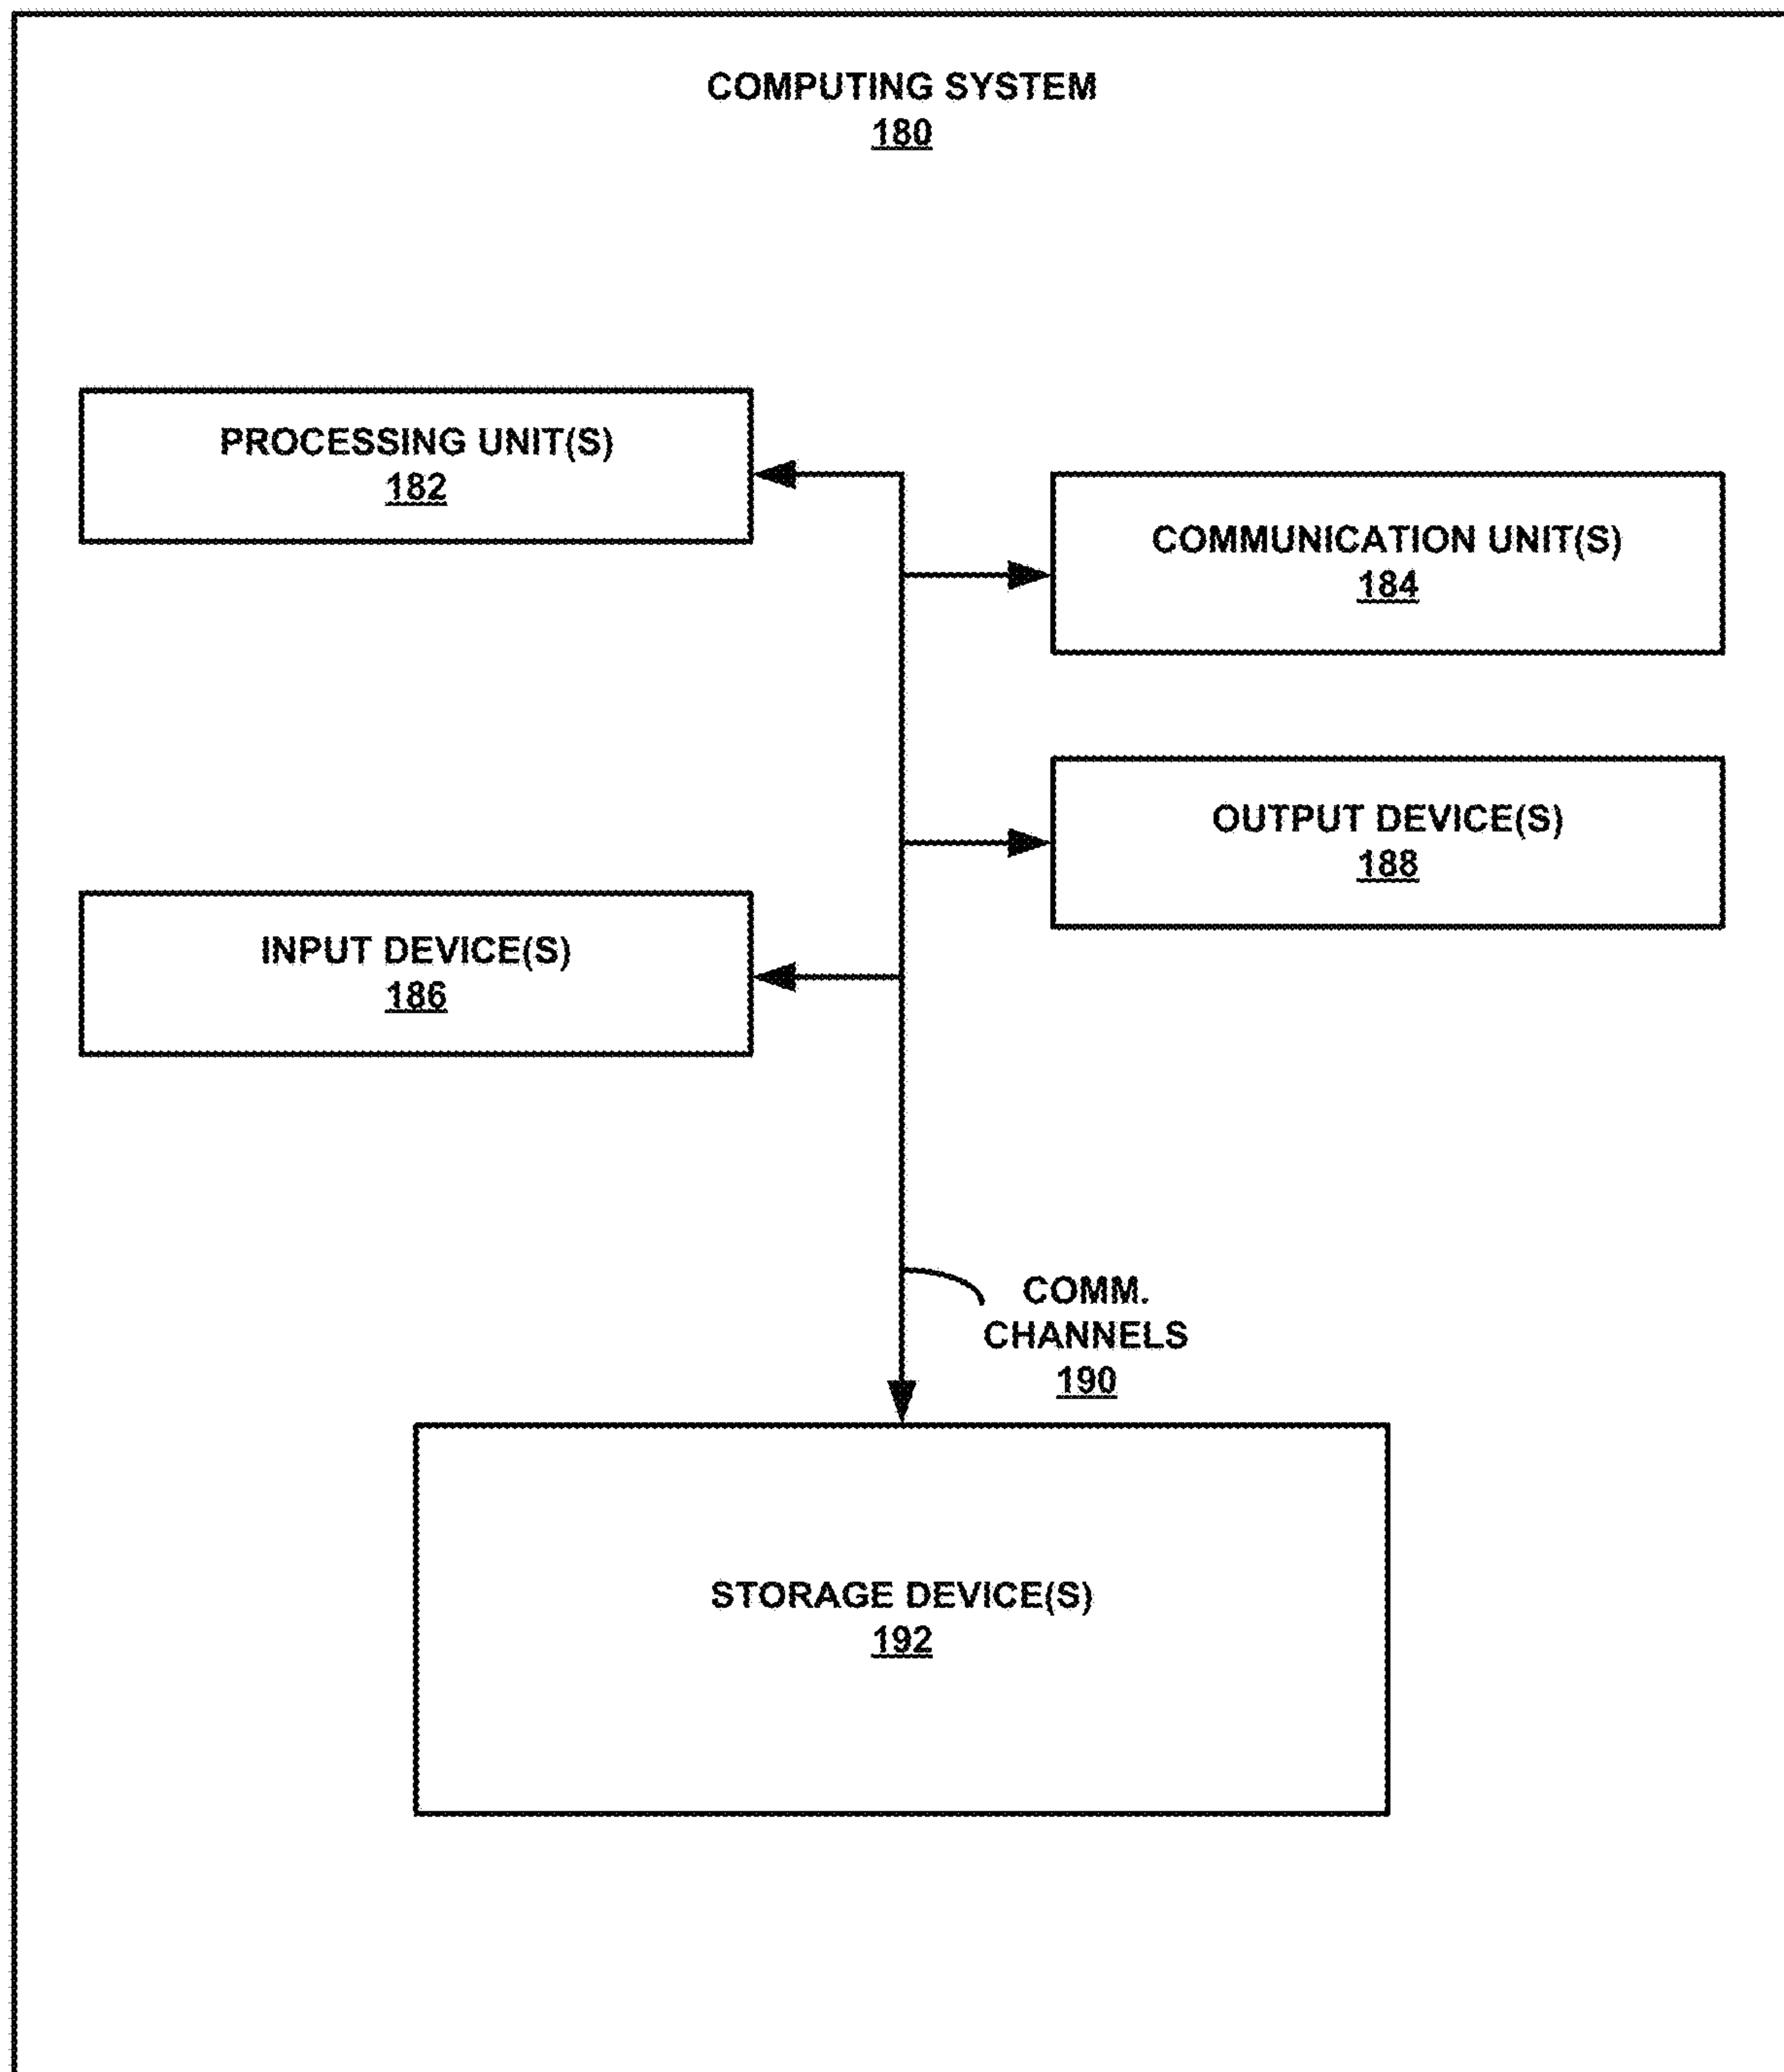 COMPUTING SYSTEM
180
PROCESSING UNIT(S)
182
COMMUNICATION UNIT(S)
184
OUTPUT DEVICE(S)
188
INPUT DEVICE(S)
186
COMM.
CHANNELS
190
STORAGE DEVICE(S)
192